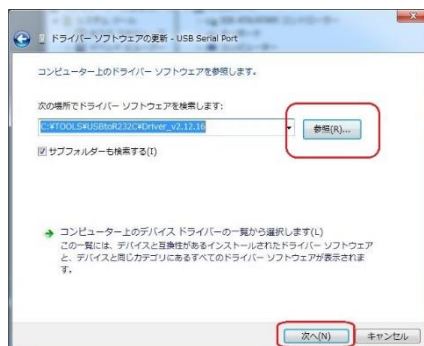 ドライバー ソフトウェアの更新 - USB Serial Port
コンピューター上のドライバー ソフトウェアを参照します。
次の場所でドライバー ソフトウェアを検索します:
C:¥TOOLS¥USBtoR232C¥Driver_v2.12.16
参照(R)...
サブフォルダーも検索する(I)
コンピューター上のデバイス ドライバーの一覧から選択します(L)
この一覧には、デバイスと互換性があるインストールされたドライバー ソフトウェア
と、デバイスと同じカテゴリにあるすべてのドライバー ソフトウェアが表示されま
す。
次へ(N)
キャンセル